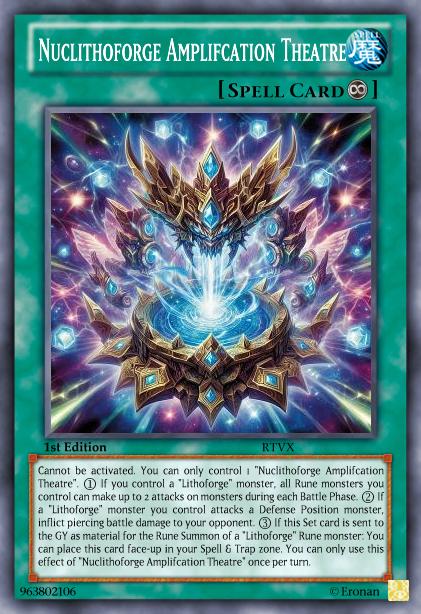 NUCLITHOFORGE AMPLIFCATION THEATRE
SPELL
魔
[SPELL CARD]
1st Edition RTVX
Cannot be activated. You can only control 1 "Nuclithoforge Amplifcation
Theatre". ① If you control a "Lithoforge" monster, all Rune monsters you
control can make up to 2 attacks on monsters during each Battle Phase. ② If
a "Lithoforge" monster you control attacks a Defense Position monster,
inflict piercing battle damage to your opponent. ③ If this Set card is sent to
the GY as material for the Rune Summon of a "Lithoforge" Rune monster: You
can place this card face-up in your Spell & Trap zone. You can only use this
effect of "Nuclithoforge Amplifcation Theatre" once per turn.
963802106 ©Eronan